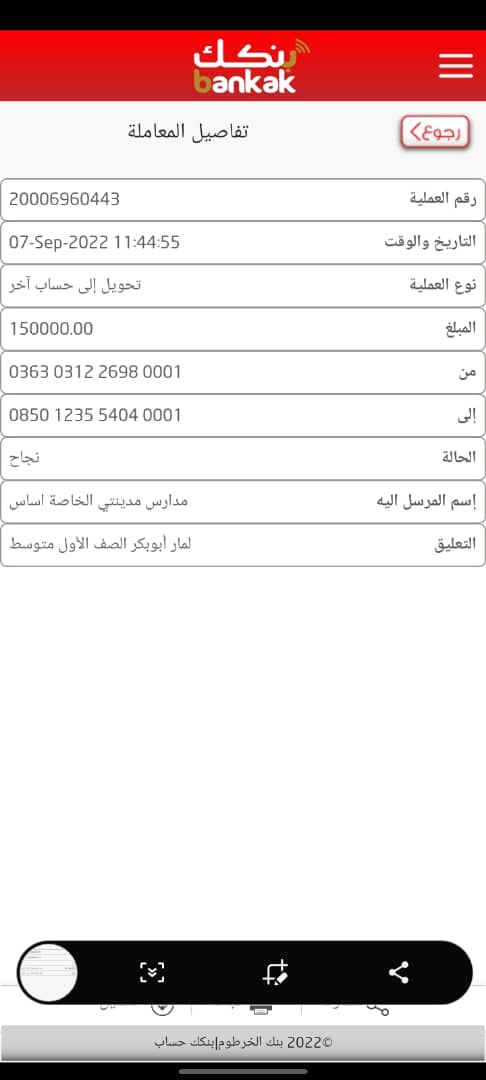 بنكك
bankak
رجوع
تفاصيل المعاملة
رقم العملية 20006960443
التاريخ والوقت 07-Sep-2022 11:44:55
نوع العملية تحويل إلى حساب آخر
المبلغ 150000.00
من 0363 0312 2698 0001
إلى 0850 1235 5404 0001
الحالة نجاح
إسم المرسل اليه مدارس مدينتي الخاصة اساس
التعليق لمار أبوبكر الصف الأول متوسط
©2022 بنك الخرطوم|بنكك حساب